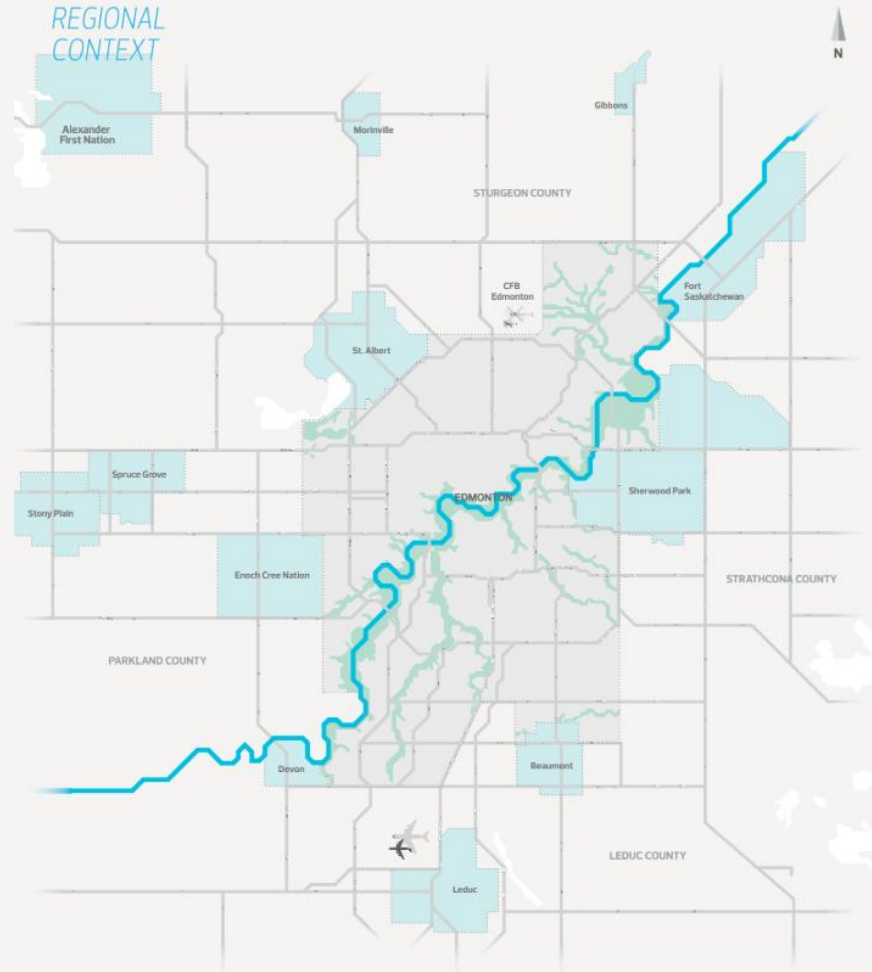 REGIONAL
CONTEXT
N
Alexander
First Nation
Morinville
Gibbons
STURGEON COUNTY
CFB
Edmonton
Fort
Saskatchewan
St. Albert
Spruce Grove
Stony Plain
EDMONTON
Sherwood Park
Enoch Cree Nation
STRATHCONA COUNTY
PARKLAND COUNTY
Devon
Beaumont
LEDUC COUNTY
Leduc